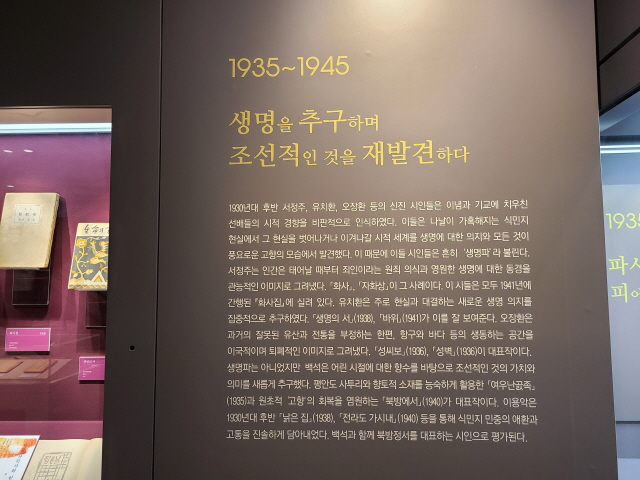 1935~1945
생명을 추구하며
조선적인 것을 재발견하다
1930년대 후반 서정주, 유치환, 오장환 등의 신진 시인들은 이념과 기교에 치우친
선배들의 시적 경향을 비판적으로 인식하였다. 이들은 나날이 가혹해지는 식민지
현실에서 그 현실을 벗어나거나 이겨나갈 시적 세계를 생명에 대한 의지와 모든 것이
풍요로운 고향의 모습에서 발견했다. 이 때문에 이들 시인들은 흔히 '생명파'라 불린다.
서정주는 인간은 태어날 때부터 죄인이라는 원죄 의식과 영원한 생명에 대한 동경을
관능적인 이미지로 그려냈다. 「화사」, 「자화상」이 그 사례이다. 이 시들은 모두 1941년에
간행된 『화사집』에 실려 있다. 유치환은 주로 현실과 대결하는 새로운 생명 의지를
집중적으로 추구하였다. 「생명의 서」(1938), 「바위」(1941)가 이를 잘 보여준다. 오장환은
과거의 잘못된 유산과 전통을 부정하는 한편, 항구와 바다 등의 생동하는 공간을
이국적이며 퇴폐적인 이미지로 그려냈다. 「성씨보」(1936), 「성벽」(1936)이 대표작이다.
생명파는 아니었지만 백석은 어린 시절에 대한 향수를 바탕으로 조선적인 것의 가치와
의미를 새롭게 추구했다. 평안도 사투리와 향토적 소재를 능숙하게 활용한 「여우난곬족」
(1935)과 원초적 '고향'의 회복을 염원하는 「북방에서」(1940)가 대표작이다. 이용악은
1930년대 후반 「낡은 집」(1938), 「전라도 가시내」(1940) 등을 통해 식민지 민중의 애환과
고통을 진솔하게 담아내었다. 백석과 함께 북방정서를 대표하는 시인으로 평가된다.
1935
파시
피어